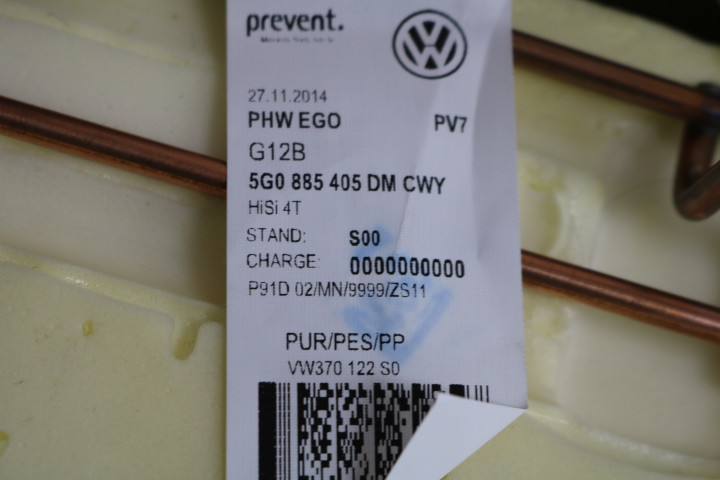 prevent.
27.11.2014
PHW EGO PV7
G12B
5G0 885 405 DM CWY
HiSi 4T
STAND: S00
CHARGE: 0000000000
P91D 02/MN/9999/ZS11
PUR/PES/PP
VW370 122 S0